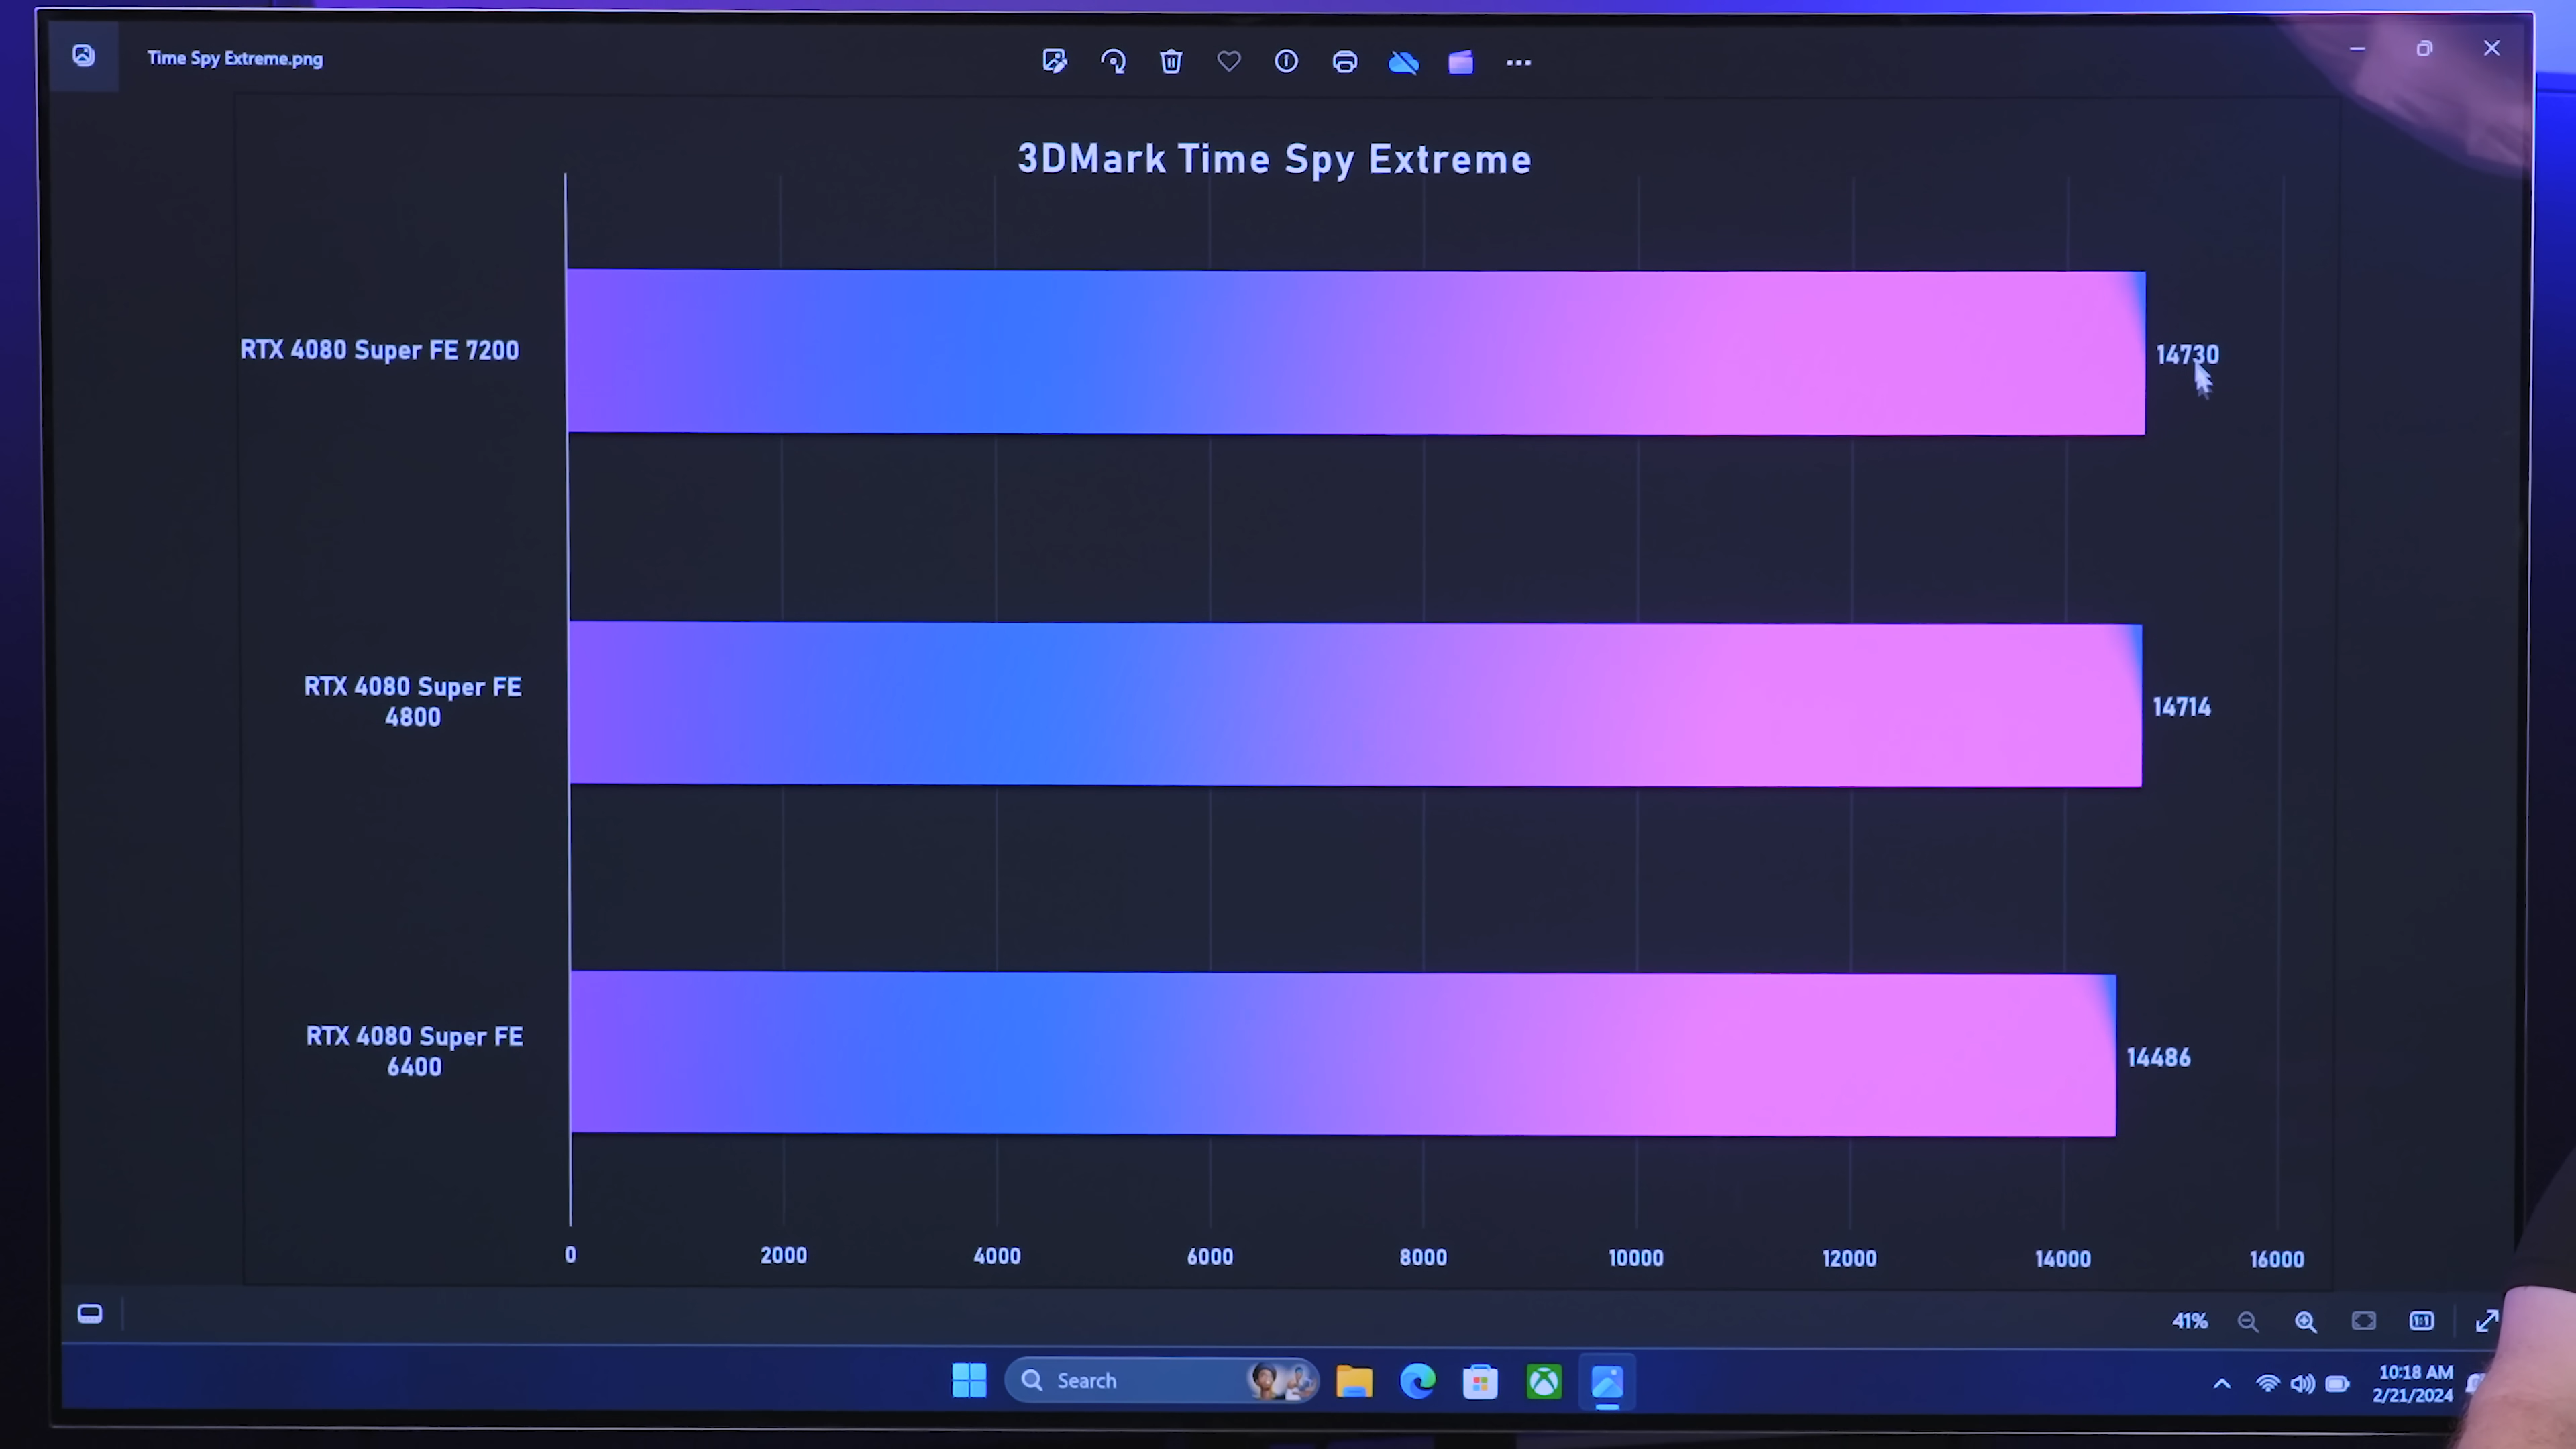 Time Spy Extreme.png
3DMark Time Spy Extreme
RTX 4080 Super FE 7200
14730
RTX 4080 Super FE
4800
14714
RTX 4080 Super FE
6400
14486
0 2000 4000 6000 8000 10000 12000 14000 16000
41%
Search
10:18 AM
2/21/2024